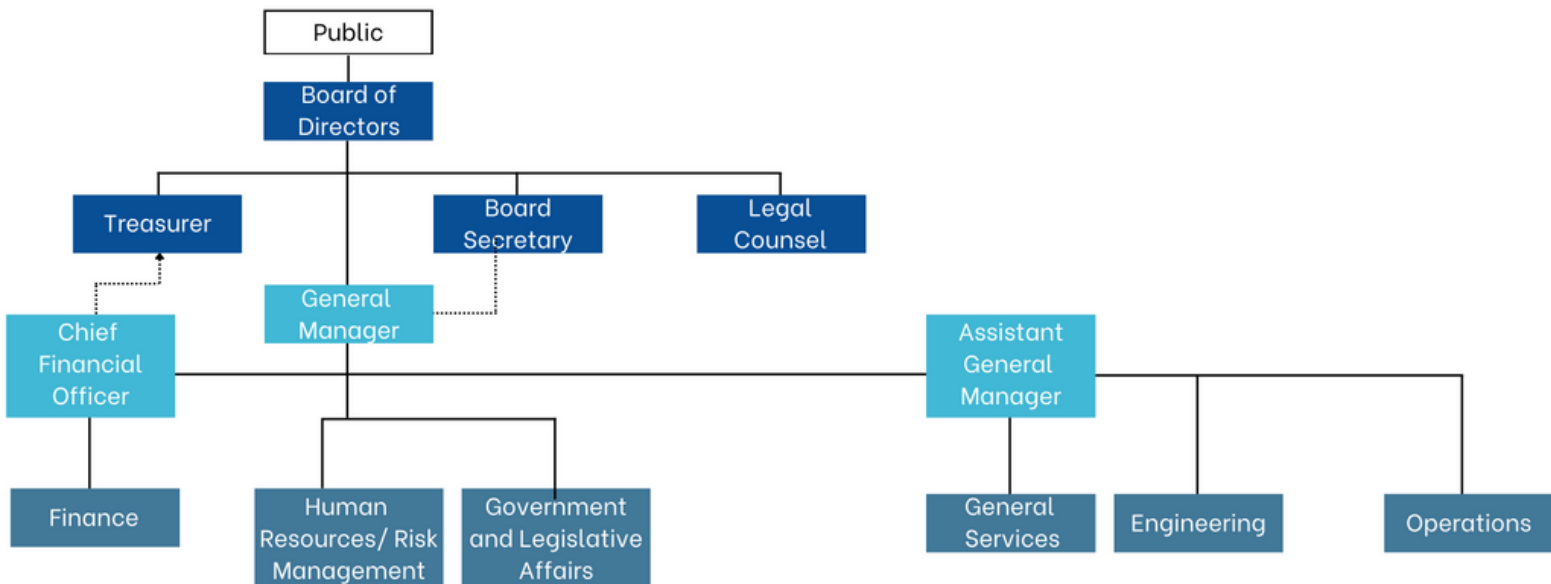 Public
Board of
Directors
Treasurer
Board
Secretary
Legal
Counsel
General
Manager
Chief
Financial
Officer
Assistant
General
Manager
Finance
Human
Resources/ Risk
Management
Government
and Legislative
Affairs
General
Services
Engineering
Operations